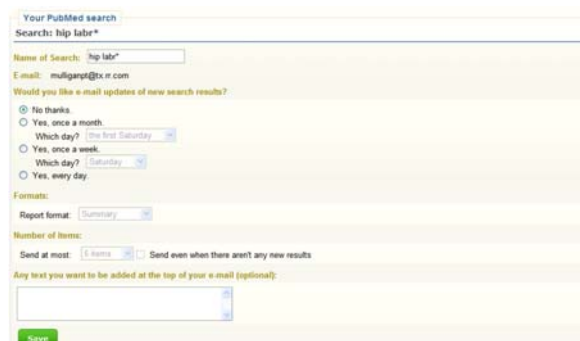 Your PubMed search
Search: hip labr*
Name of Search: hip labr*
E-mail: mulliganpt@tx.rr.com
Would you like e-mail updates of new search results?
No thanks.
Yes, once a month.
Which day? the first Saturday
Yes, once a week.
Which day? Saturday
Yes, every day.
Formats:
Report format: Summary
Number of items:
Send at most: 5 items Send even when there aren't any new results
Any text you want to be added at the top of your e-mail (optional):
Save